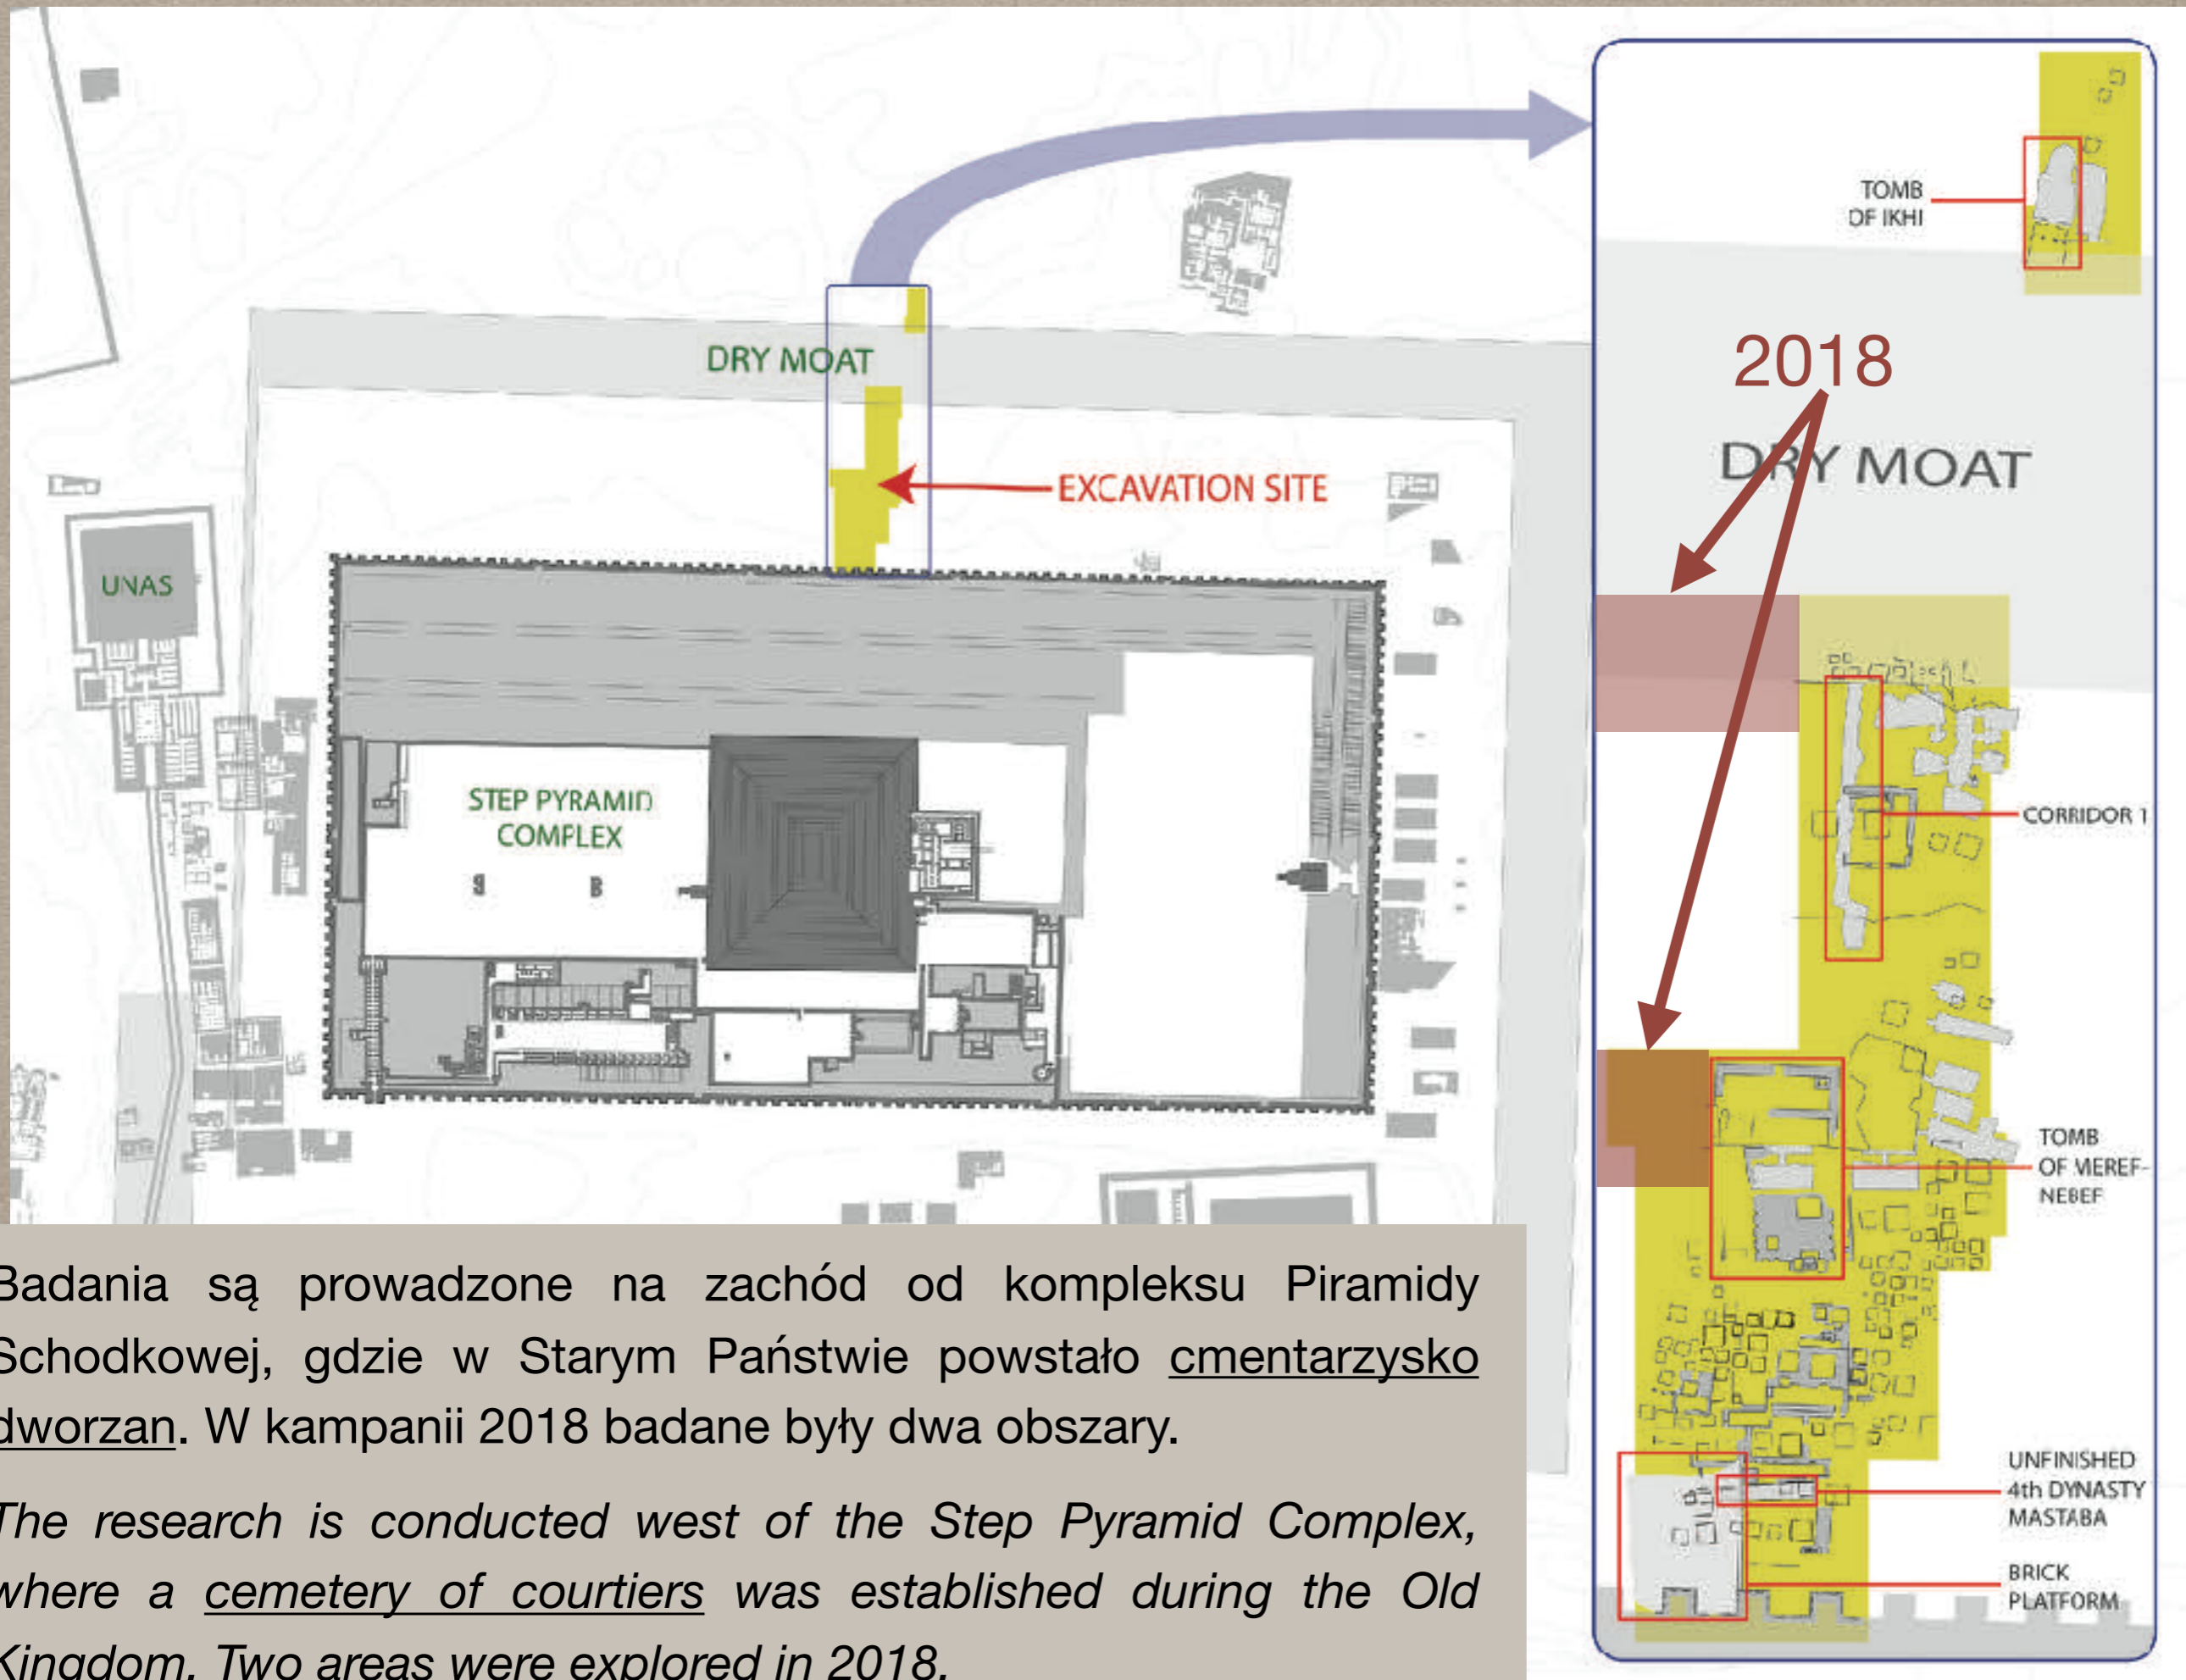 TOMB
OF IKHI
2018
DRY MOAT
DRY MOAT
EXCAVATION SITE
UNAS
STEP PYRAMID
COMPLEX
CORRIDOR 1
TOMB
OF MEREF-
NEBEF
UNFINISHED
4th DYNASTY
MASTABA
BRICK
PLATFORM
Badania są prowadzone na zachód od kompleksu Piramidy
Schodkowej, gdzie w Starym Państwie powstało cmentarzysko
dworzan. W kampanii 2018 badane były dwa obszary.
The research is conducted west of the Step Pyramid Complex,
where a cemetery of courtiers was established during the Old
Kingdom. Two areas were explored in 2018.